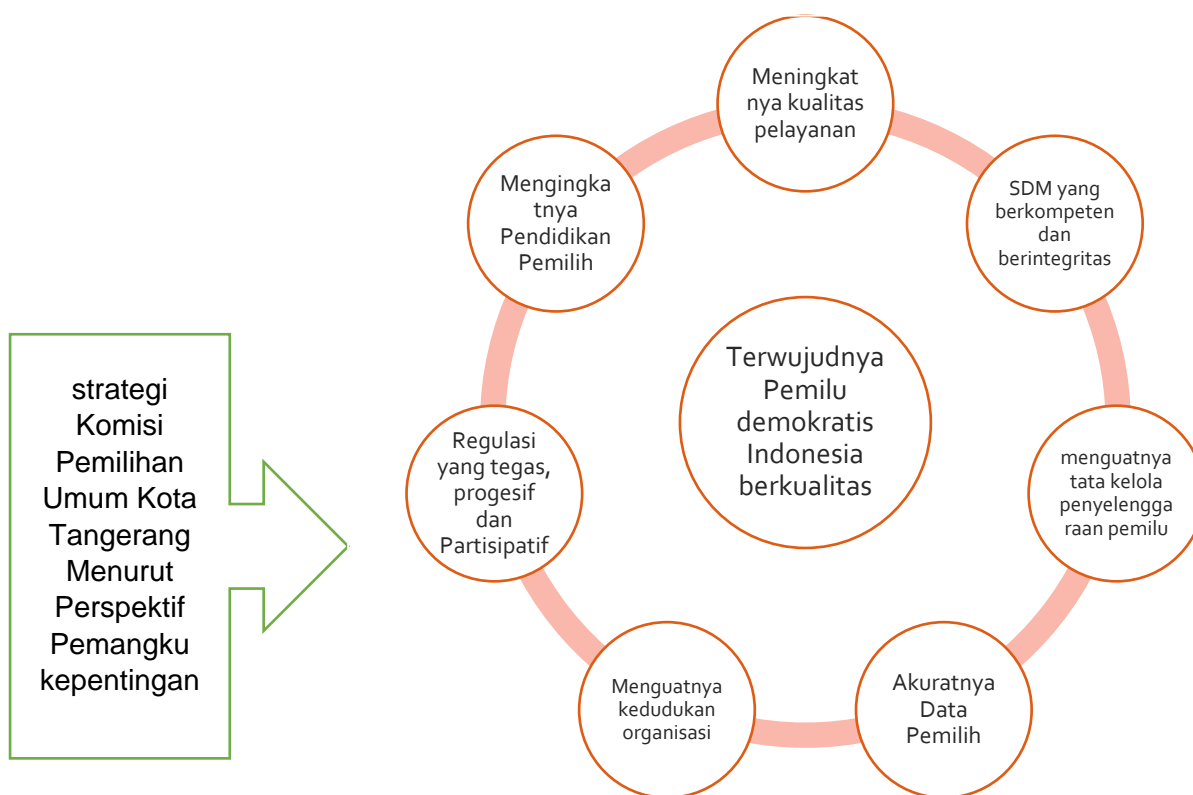 strategi
Komisi
Pemilihan
Umum Kota
Tangerang
Menurut
Perspektif
Pemangku
kepentingan
Meningkat
nya kualitas
pelayanan
SDM yang
berkompeten
dan
berintegritas
menguatnya
tata kelola
penyelengga
raan pemilu
Akuratnya
Data
Pemilih
Menguatnya
kedudukan
organisasi
Regulasi
yang tegas,
progesif
dan
Partisipatif
Mengingka
tnya
Pendidikan
Pemilih
Terwujudnya
Pemilu
demokratis
Indonesia
berkualitas